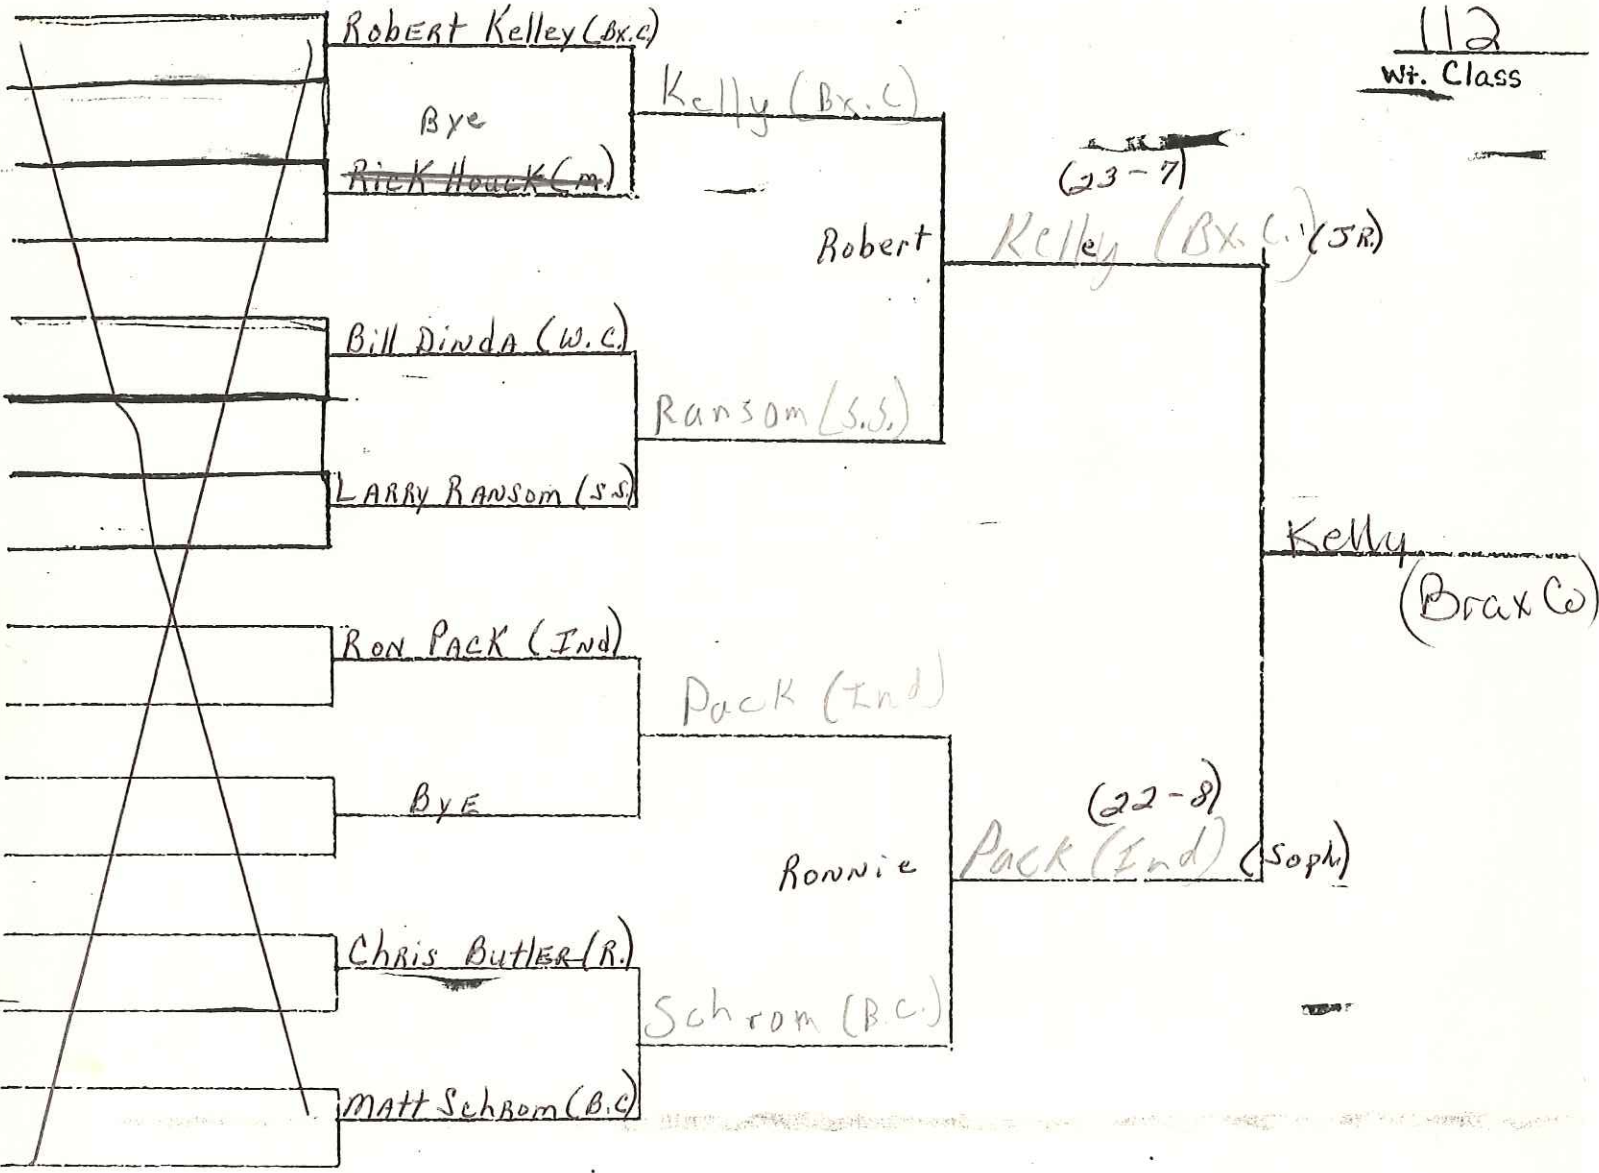 112
Wt. Class
Robert Kelley (Bx.C.)
Bye
Rick Houck (M.)
Kelly (Bx.C)
Bill Dinda (W.C.)
Larry Ransom (S.S.)
Ransom (S.S.)
(23-7)
Robert Kelley (Bx.C.) (JR.)
Ron Pack (Ind)
Bye
Pack (Ind)
Chris Butler (R.)
Matt Schrom (B.C)
Schrom (B.C.)
(22-8)
Ronnie Pack (Ind) (Soph)
Kelly
(Brax Co)